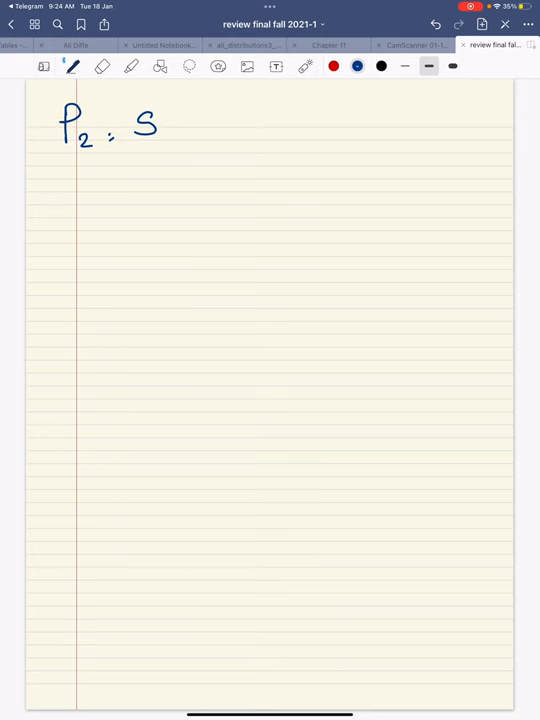 ◀ Telegram 9:24 AM Tue 18 Jan 35%
review final fall 2021-1
ables -... All Diffs Untitled Notebook... all_distributions3_... Chapter 11 CamScanner 01-1... review final fal...
P₂ : S